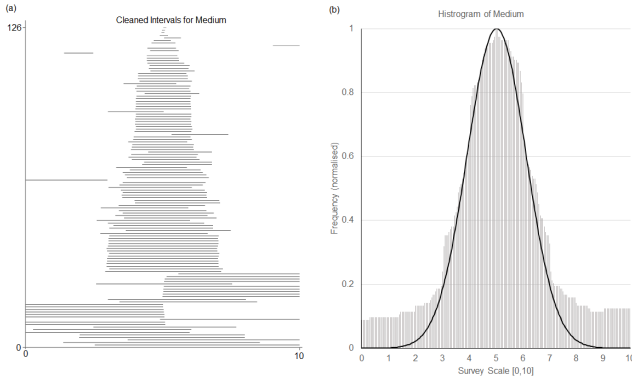 (a)
Cleaned Intervals for Medium
126
0
0
10
(b)
Histrogram of Medium
Frequency (normalised)
1
0.8
0.6
0.4
0.2
0
0 1 2 3 4 5 6 7 8 9 10
Survey Scale [0,10]